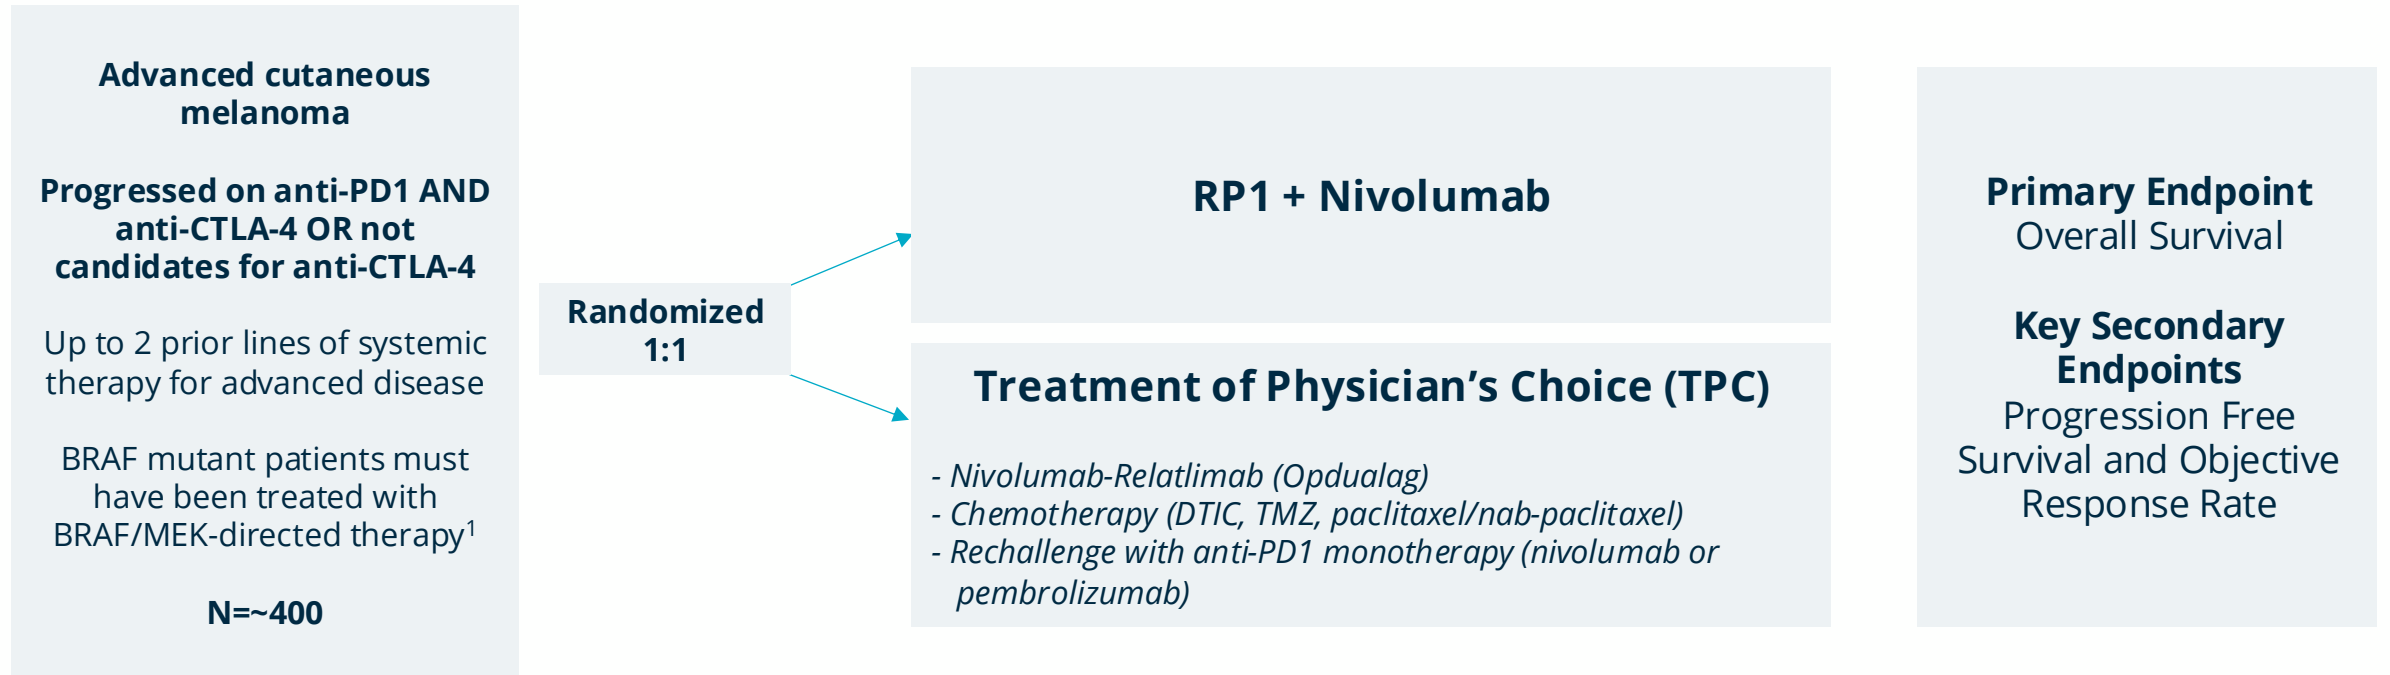 Advanced cutaneous
melanoma
Progressed on anti-PD1 AND
anti-CTLA-4 OR not
candidates for anti-CTLA-4
Up to 2 prior lines of systemic
therapy for advanced disease
BRAF mutant patients must
have been treated with
BRAF/MEK-directed therapy¹
N=~400
Randomized
1:1
RP1 + Nivolumab
Treatment of Physician’s Choice (TPC)
- Nivolumab-Relatlimab (Opdualag)
- Chemotherapy (DTIC, TMZ, paclitaxel/nab-paclitaxel)
- Rechallenge with anti-PD1 monotherapy (nivolumab or
pembrolizumab)
Primary Endpoint
Overall Survival
Key Secondary
Endpoints
Progression Free
Survival and Objective
Response Rate